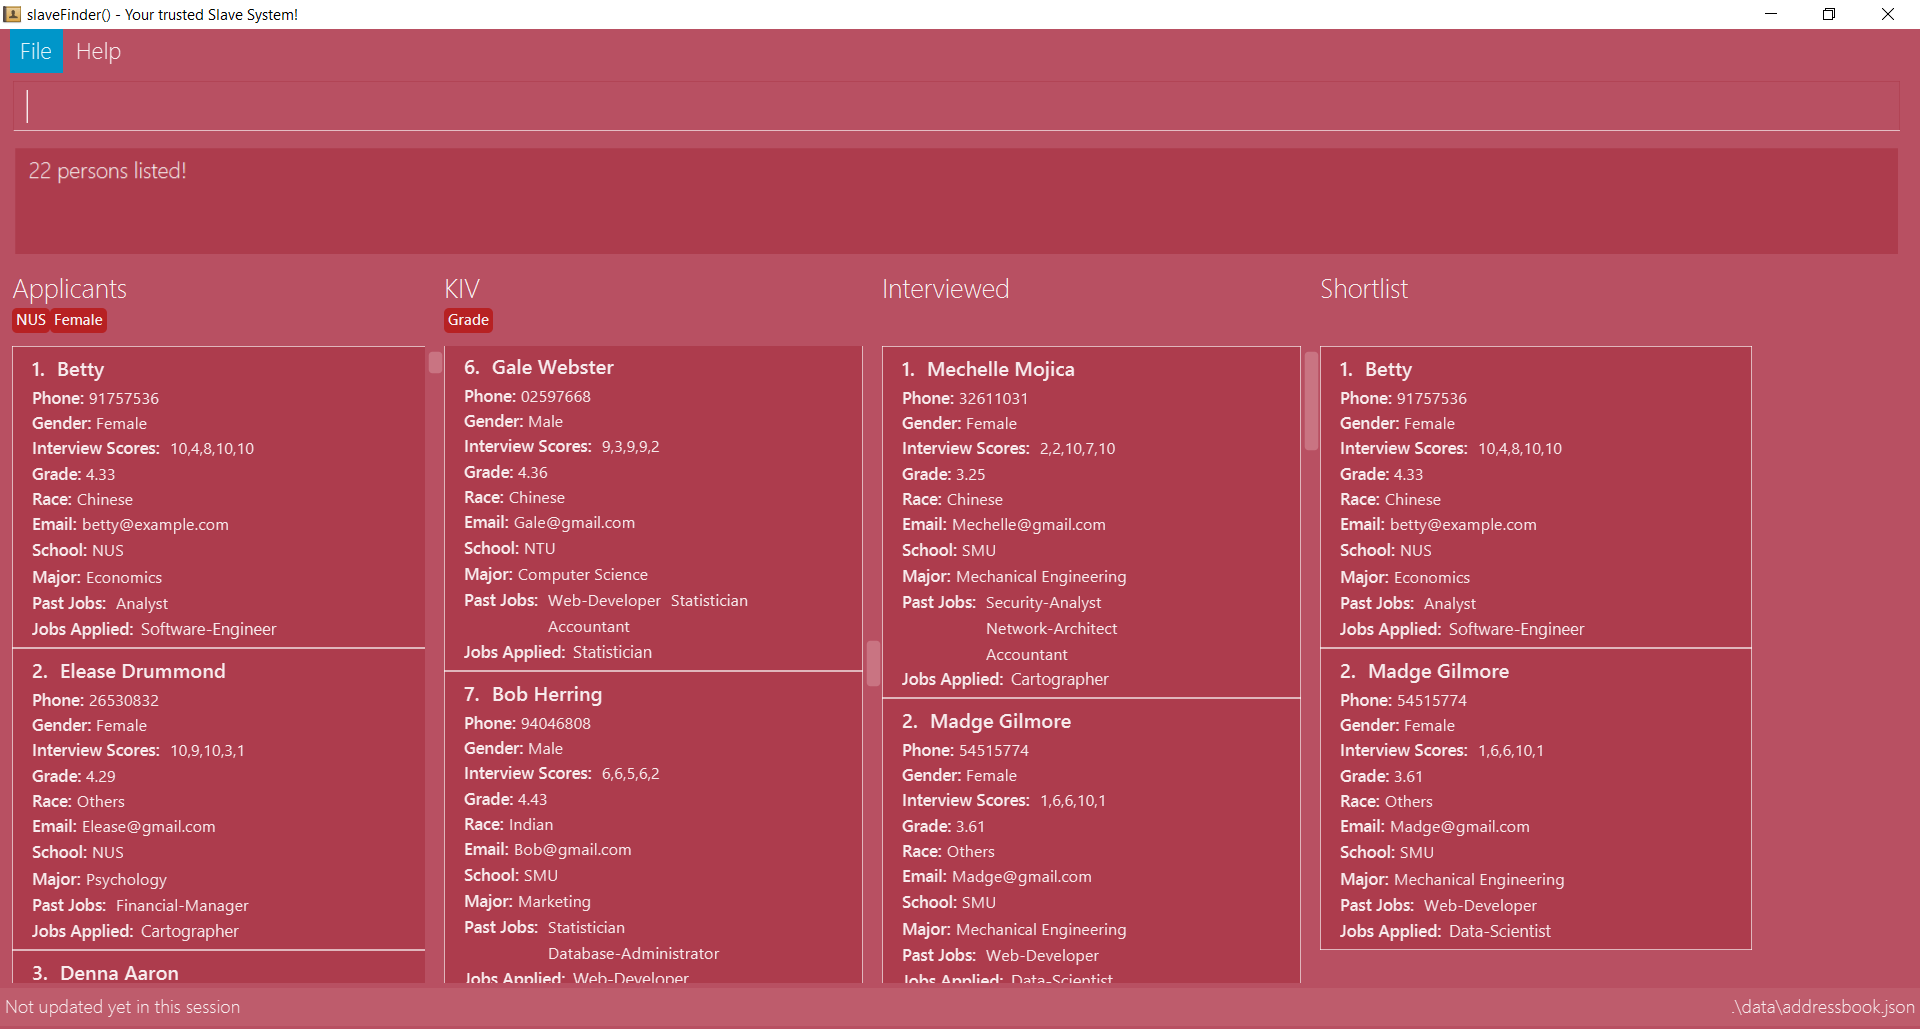 slaveFinder() - Your trusted Slave System!
File Help
22 persons listed!
Applicants
NUS Female
1. Betty
Phone: 91757536
Gender: Female
Interview Scores: 10,4,8,10,10
Grade: 4.33
Race: Chinese
Email: betty@example.com
School: NUS
Major: Economics
Past Jobs: Analyst
Jobs Applied: Software-Engineer
2. Elease Drummond
Phone: 26530832
Gender: Female
Interview Scores: 10,9,10,3,1
Grade: 4.29
Race: Others
Email: Elease@gmail.com
School: NUS
Major: Psychology
Past Jobs: Financial-Manager
Jobs Applied: Cartographer
3. Denna Aaron
KIV
Grade
6. Gale Webster
Phone: 02597668
Gender: Male
Interview Scores: 9,3,9,9,2
Grade: 4.36
Race: Chinese
Email: Gale@gmail.com
School: NTU
Major: Computer Science
Past Jobs: Web-Developer Statistician
Accountant
Jobs Applied: Statistician
7. Bob Herring
Phone: 94046808
Gender: Male
Interview Scores: 6,6,5,6,2
Grade: 4.43
Race: Indian
Email: Bob@gmail.com
School: SMU
Major: Marketing
Past Jobs: Statistician
Database-Administrator
Jobs Applied: Web-Developer
Interviewed
1. Mechelle Mojica
Phone: 32611031
Gender: Female
Interview Scores: 2,2,10,7,10
Grade: 3.25
Race: Chinese
Email: Mechelle@gmail.com
School: SMU
Major: Mechanical Engineering
Past Jobs: Security-Analyst
Network-Architect
Accountant
Jobs Applied: Cartographer
2. Madge Gilmore
Phone: 54515774
Gender: Female
Interview Scores: 1,6,6,10,1
Grade: 3.61
Race: Others
Email: Madge@gmail.com
School: SMU
Major: Mechanical Engineering
Past Jobs: Web-Developer
Jobs Applied: Data-Scientist
Shortlist
1. Betty
Phone: 91757536
Gender: Female
Interview Scores: 10,4,8,10,10
Grade: 4.33
Race: Chinese
Email: betty@example.com
School: NUS
Major: Economics
Past Jobs: Analyst
Jobs Applied: Software-Engineer
2. Madge Gilmore
Phone: 54515774
Gender: Female
Interview Scores: 1,6,6,10,1
Grade: 3.61
Race: Others
Email: Madge@gmail.com
School: SMU
Major: Mechanical Engineering
Past Jobs: Web-Developer
Jobs Applied: Data-Scientist
Not updated yet in this session
.\data\addressbook.json